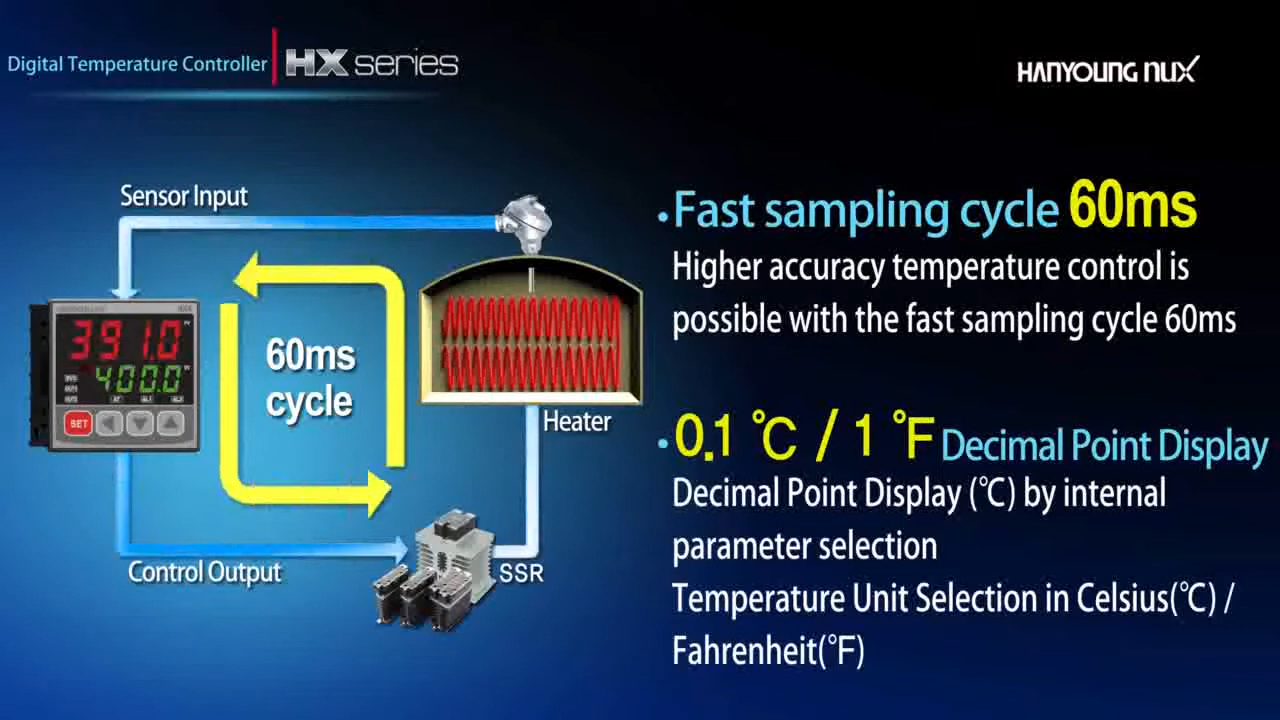 Digital Temperature Controller HX series
HANYOUNG NUX
Sensor Input
391.0
400.0
SET
60ms
cycle
Heater
Control Output
SSR
•Fast sampling cycle 60ms
Higher accuracy temperature control is
possible with the fast sampling cycle 60ms
•0.1 ℃ / 1 ℉ Decimal Point Display
Decimal Point Display (℃) by internal
parameter selection
Temperature Unit Selection in Celsius(℃) /
Fahrenheit(℉)